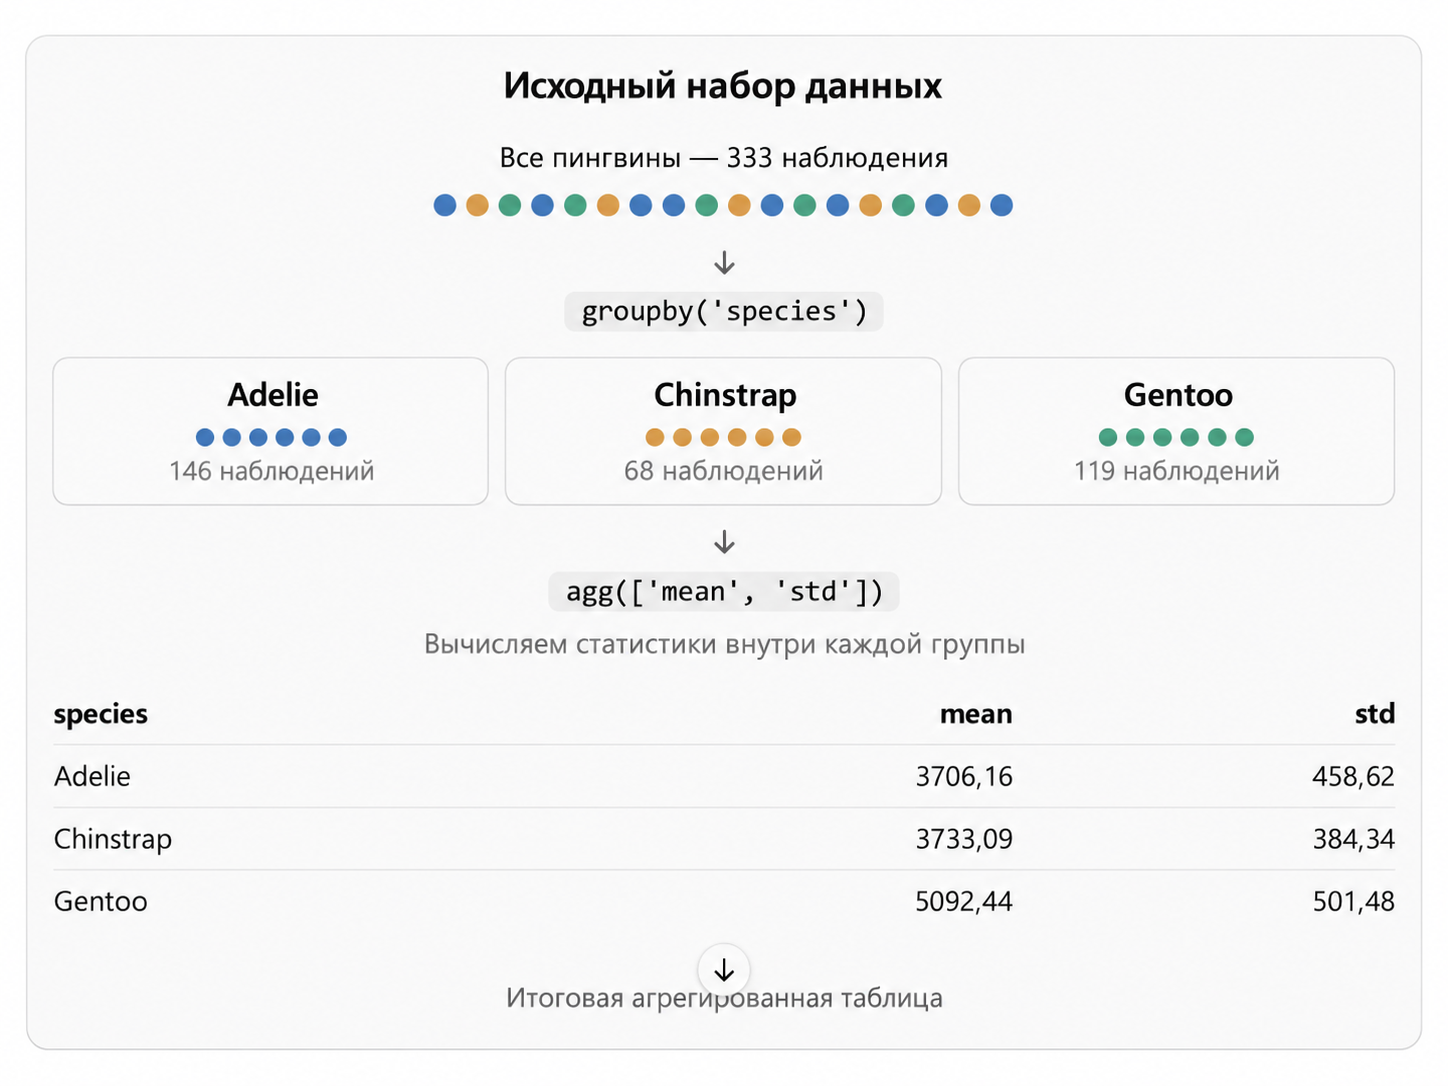 Исходный набор данных
Все пингвины — 333 наблюдения
groupby('species')
Adelie
146 наблюдений
Chinstrap
68 наблюдений
Gentoo
119 наблюдений
agg(['mean', 'std'])
Вычисляем статистики внутри каждой группы
species mean std
Adelie 3706,16 458,62
Chinstrap 3733,09 384,34
Gentoo 5092,44 501,48
Итоговая агрегированная таблица